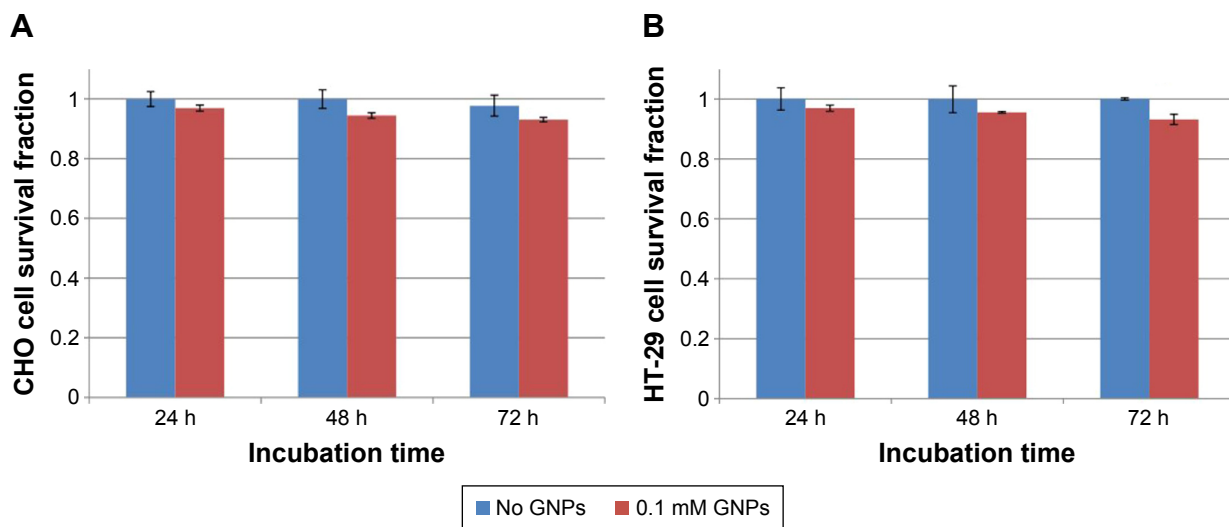 A
CHO cell survival fraction
1
0.8
0.6
0.4
0.2
0
24 h 48 h 72 h
Incubation time
B
HT-29 cell survival fraction
1
0.8
0.6
0.4
0.2
0
24 h 48 h 72 h
Incubation time
No GNPs 0.1 mM GNPs